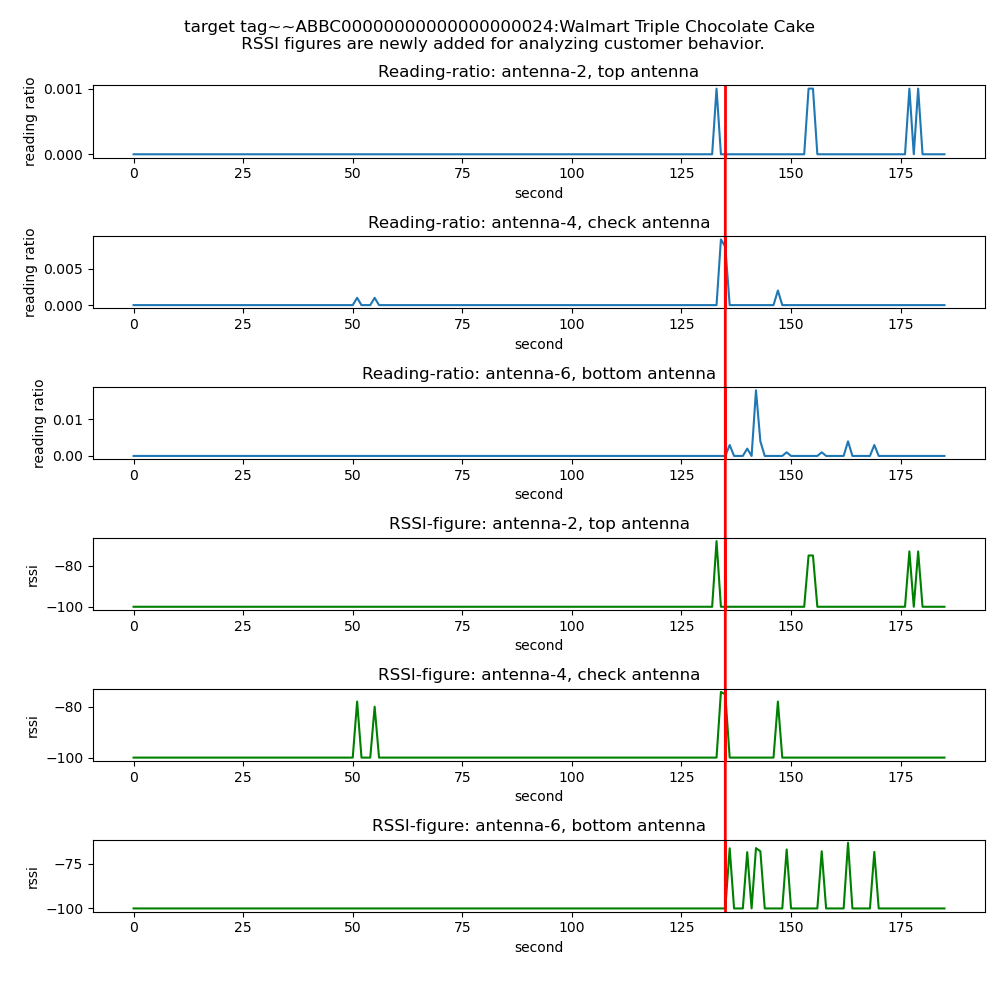 target tag~~ABBC00000000000000000024:Walmart Triple Chocolate Cake
RSSI figures are newly added for analyzing customer behavior.
Reading-ratio: antenna-2, top antenna
reading ratio
0.001
0.000
0 25 50 75 100 125 150 175
second
Reading-ratio: antenna-4, check antenna
reading ratio
0.005
0.000
0 25 50 75 100 125 150 175
second
Reading-ratio: antenna-6, bottom antenna
reading ratio
0.01
0.00
0 25 50 75 100 125 150 175
second
RSSI-figure: antenna-2, top antenna
rssi
−80
−100
0 25 50 75 100 125 150 175
second
RSSI-figure: antenna-4, check antenna
rssi
−80
−100
0 25 50 75 100 125 150 175
second
RSSI-figure: antenna-6, bottom antenna
rssi
−75
−100
0 25 50 75 100 125 150 175
second